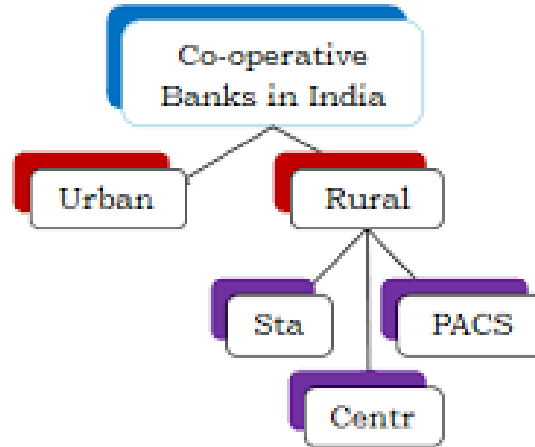 Co-operative
Banks in India
Urban
Rural
Sta
PACS
Centr